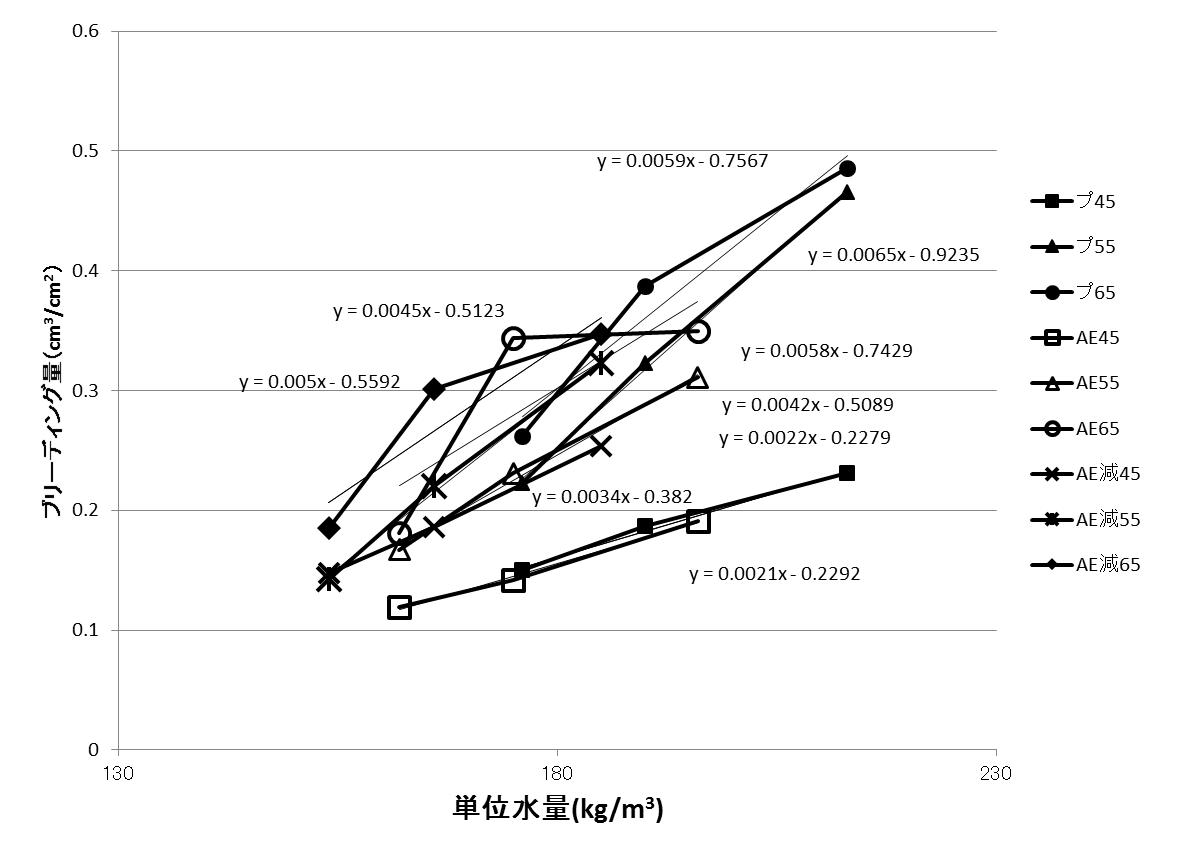 0.6
0.5
0.4
0.3
0.2
0.1
0
130
180
230
ブリーディング量(cm³/cm²)
単位水量(kg/m³)
y = 0.0059x - 0.7567
y = 0.0065x - 0.9235
y = 0.0045x - 0.5123
y = 0.0058x - 0.7429
y = 0.005x - 0.5592
y = 0.0042x - 0.5089
y = 0.0022x - 0.2279
y = 0.0034x - 0.382
y = 0.0021x - 0.2292
プ45
プ55
プ65
AE45
AE55
AE65
AE減45
AE減55
AE減65